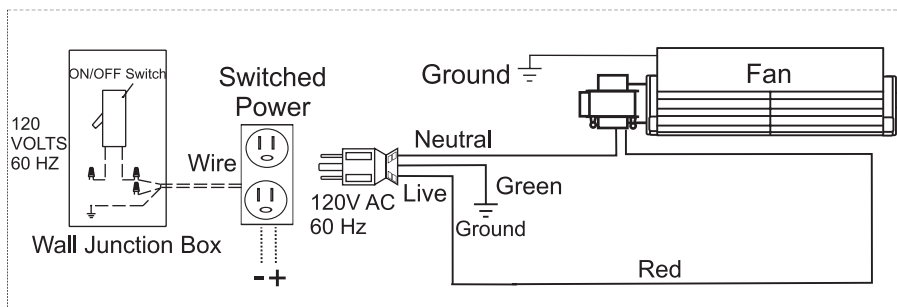 ON/OFF Switch
120
VOLTS
60 HZ
Wall Junction Box
Wire
Switched
Power
- +
120V AC
60 Hz
Neutral
Live
Green
Ground
Red
Ground
Fan